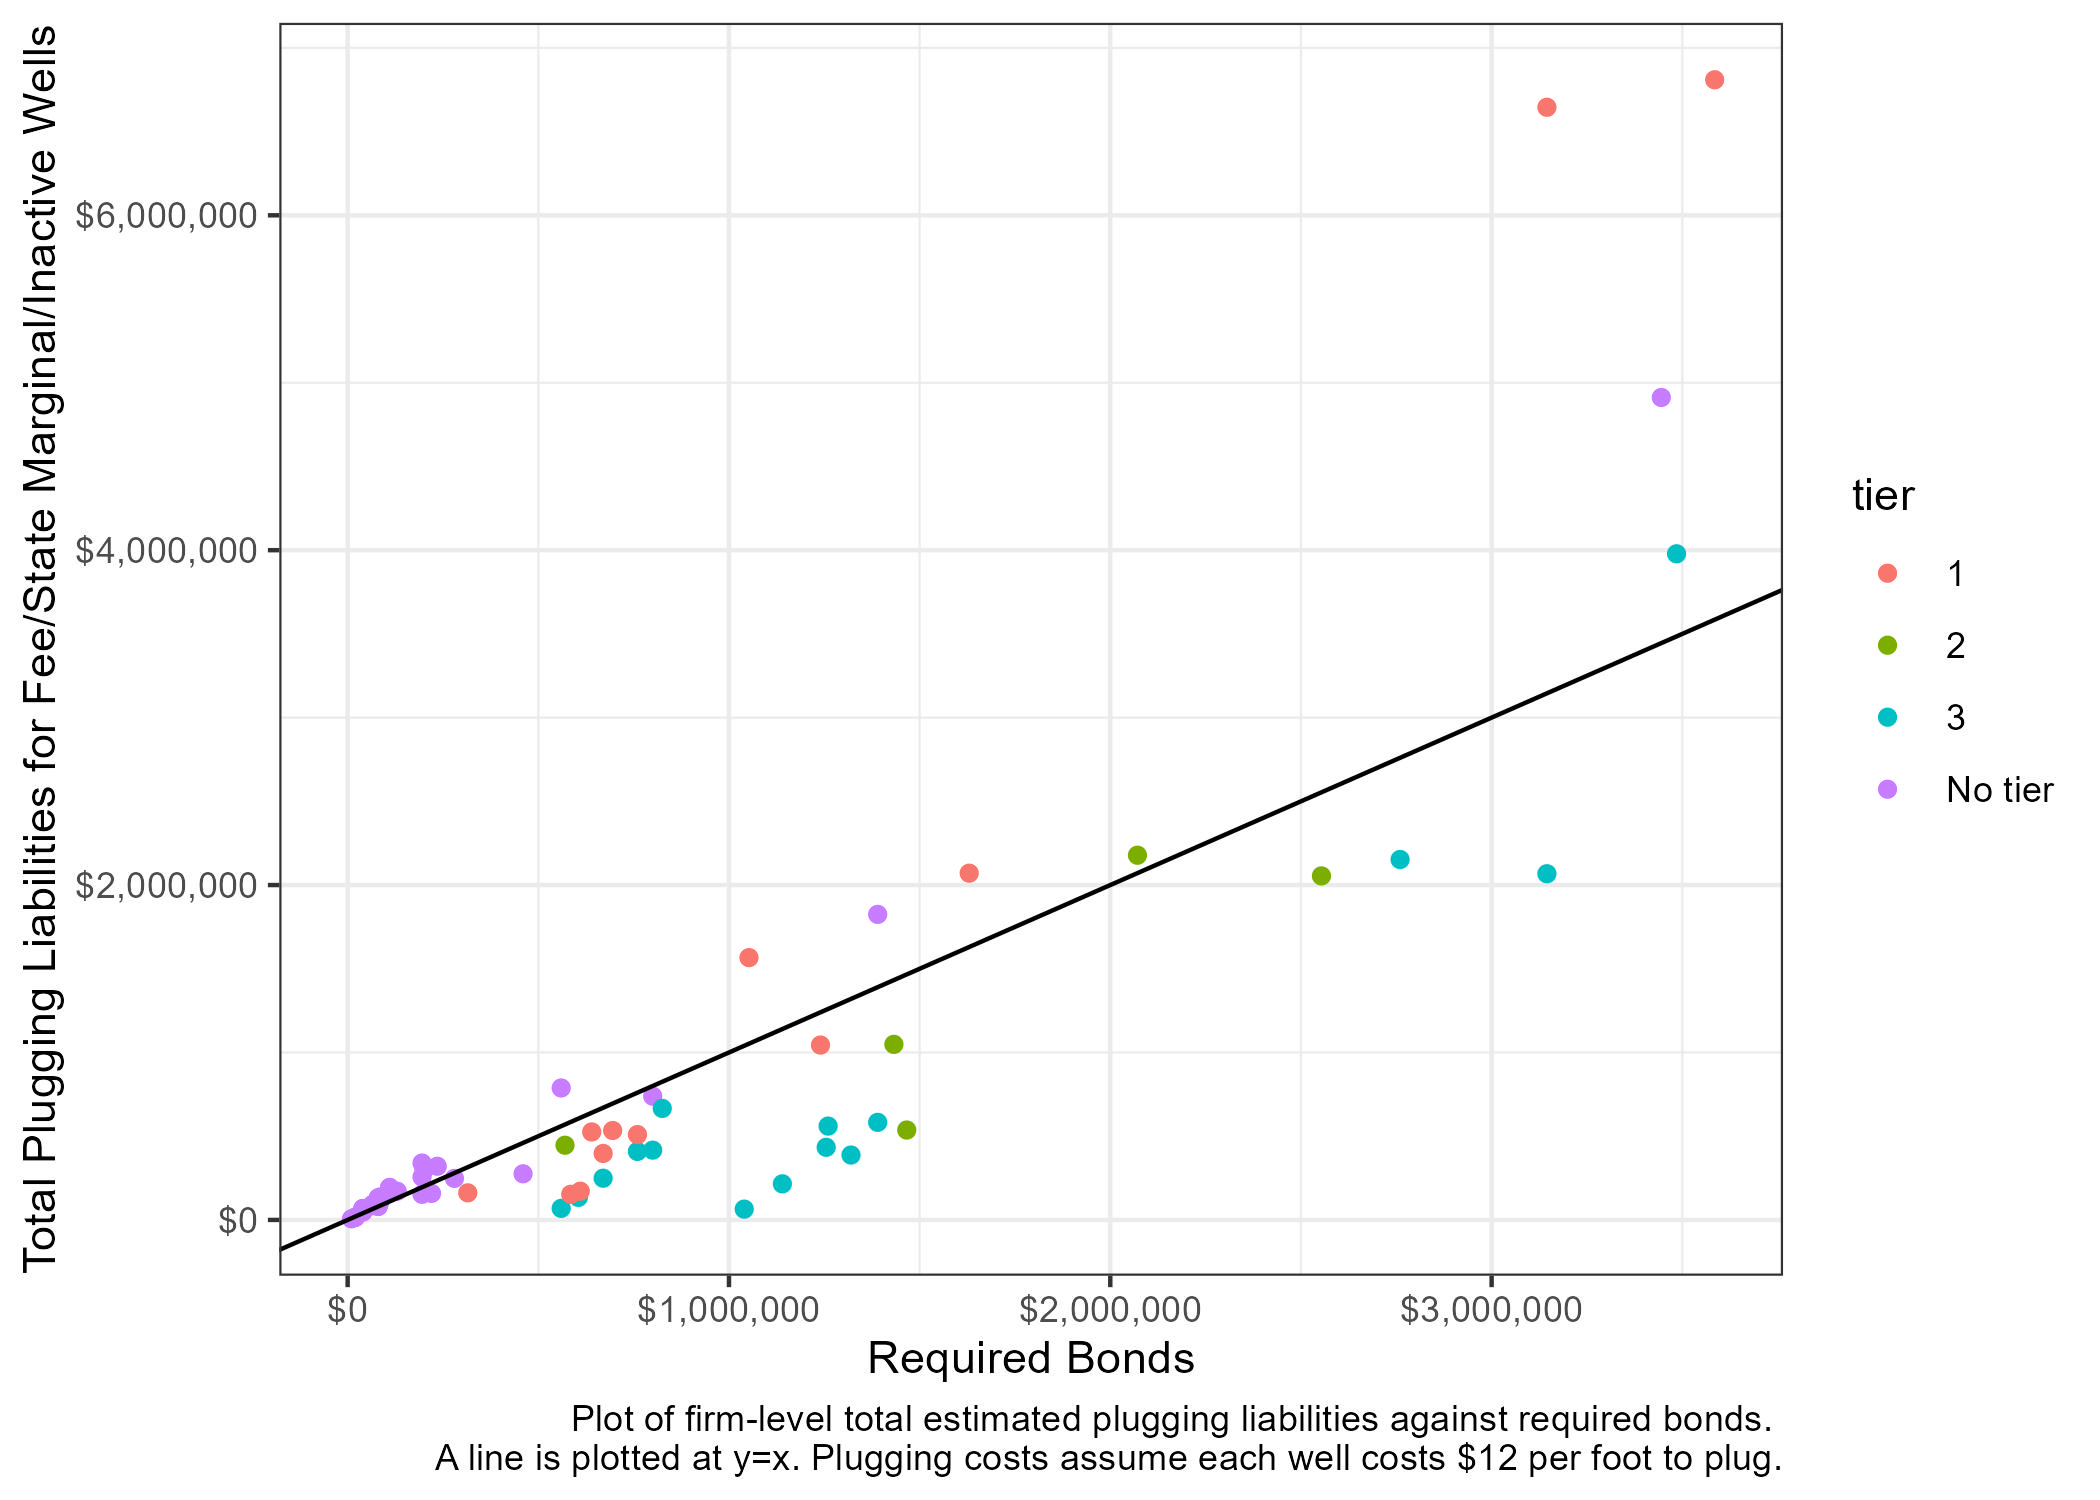 Total Plugging Liabilities for Fee/State Marginal/Inactive Wells
$6,000,000
$4,000,000
$2,000,000
$0
$0
$1,000,000
$2,000,000
$3,000,000
Required Bonds
tier
1
2
3
No tier
Plot of firm-level total estimated plugging liabilities against required bonds.
A line is plotted at y=x. Plugging costs assume each well costs $12 per foot to plug.